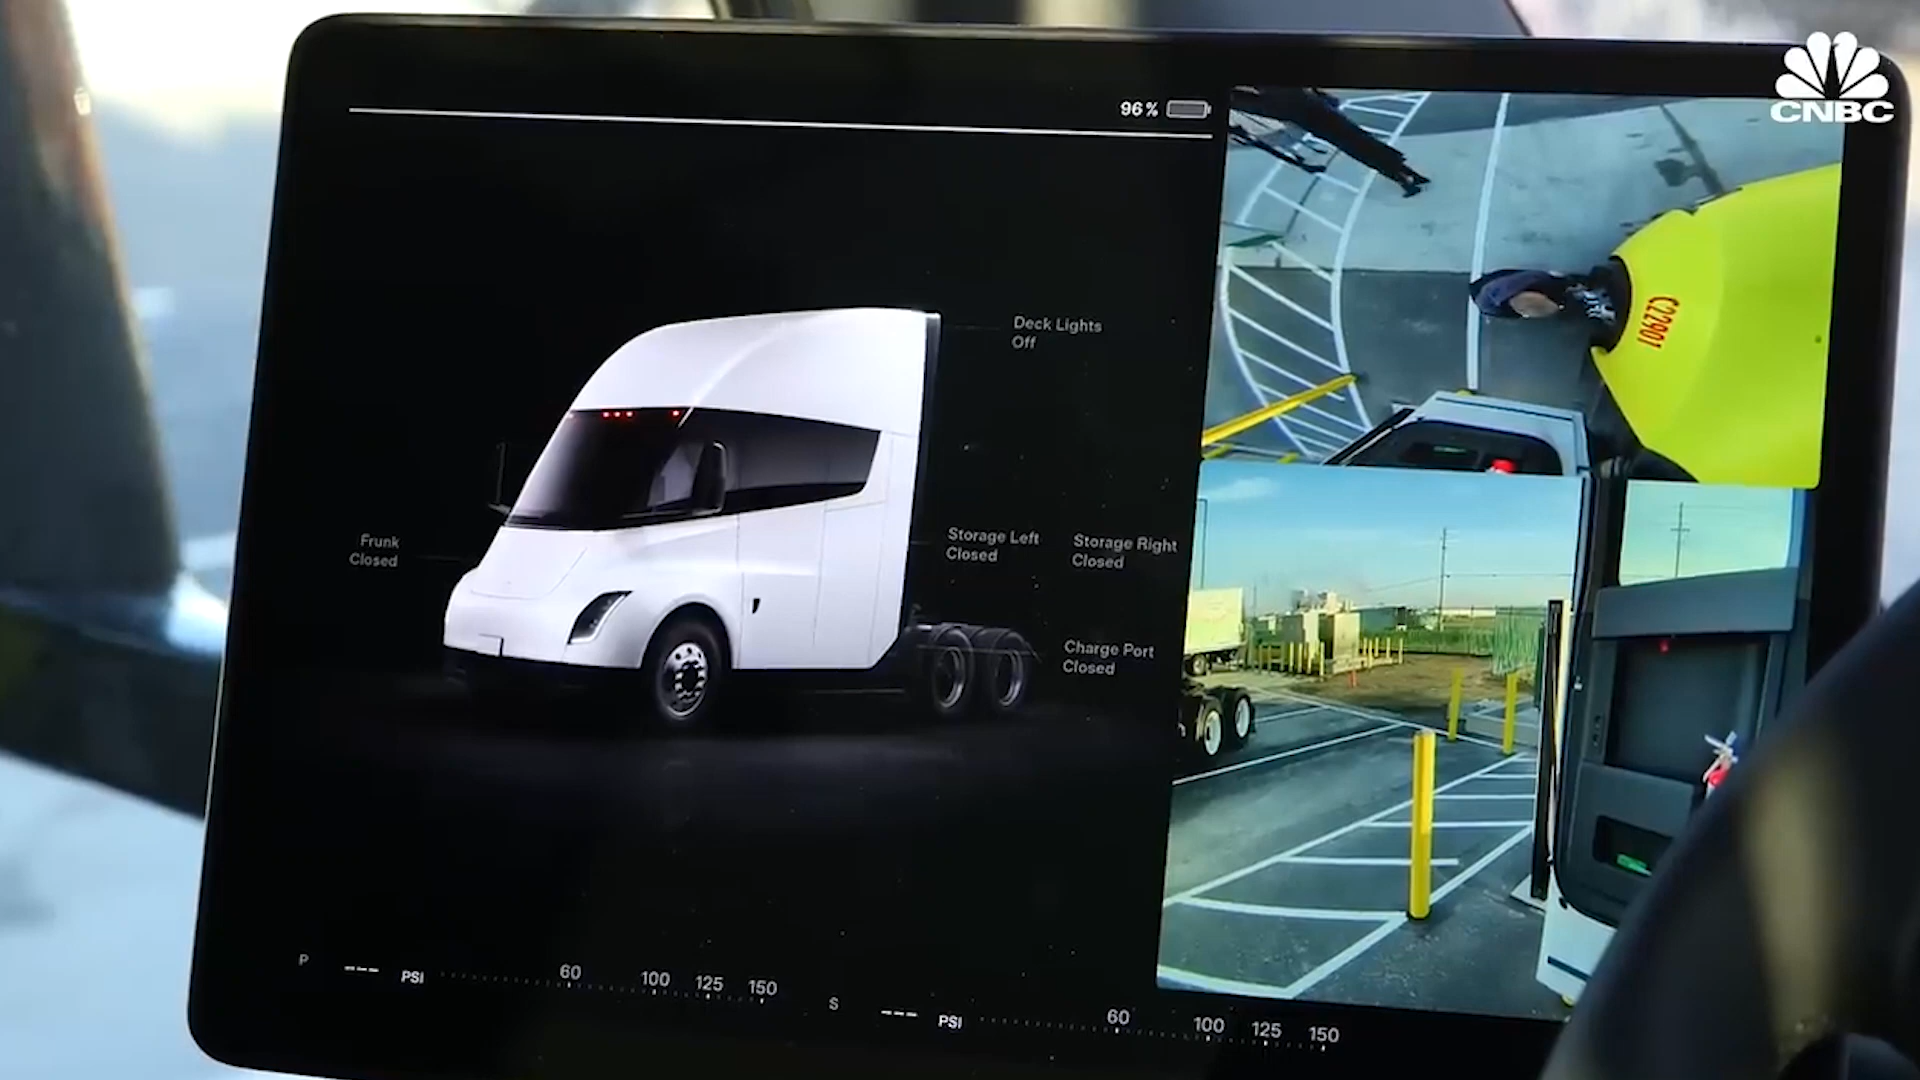 CNBC
96%
Deck Lights
Off
C22901
Frunk
Closed
Storage Left
Closed
Storage Right
Closed
Charge Port
Closed
P --- PSI 60 100 125 150
S --- PSI 60 100 125 150